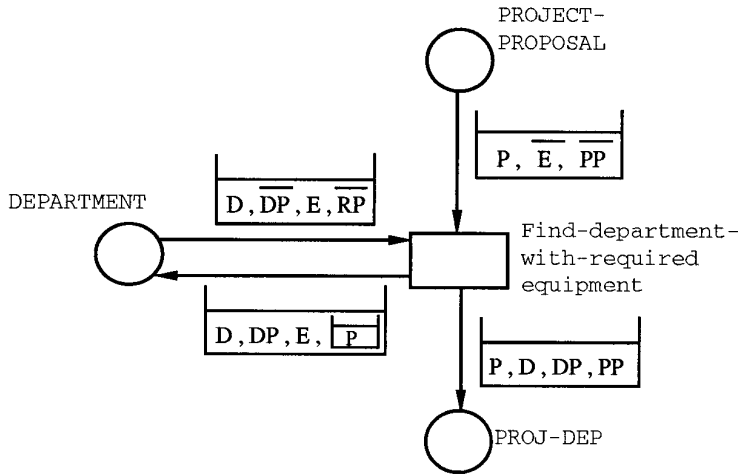 PROJECT-
PROPOSAL
P, E, PP
D, DP, E, RP
DEPARTMENT
Find-department-
with-required
equipment
D, DP, E, P
P, D, DP, PP
PROJ-DEP